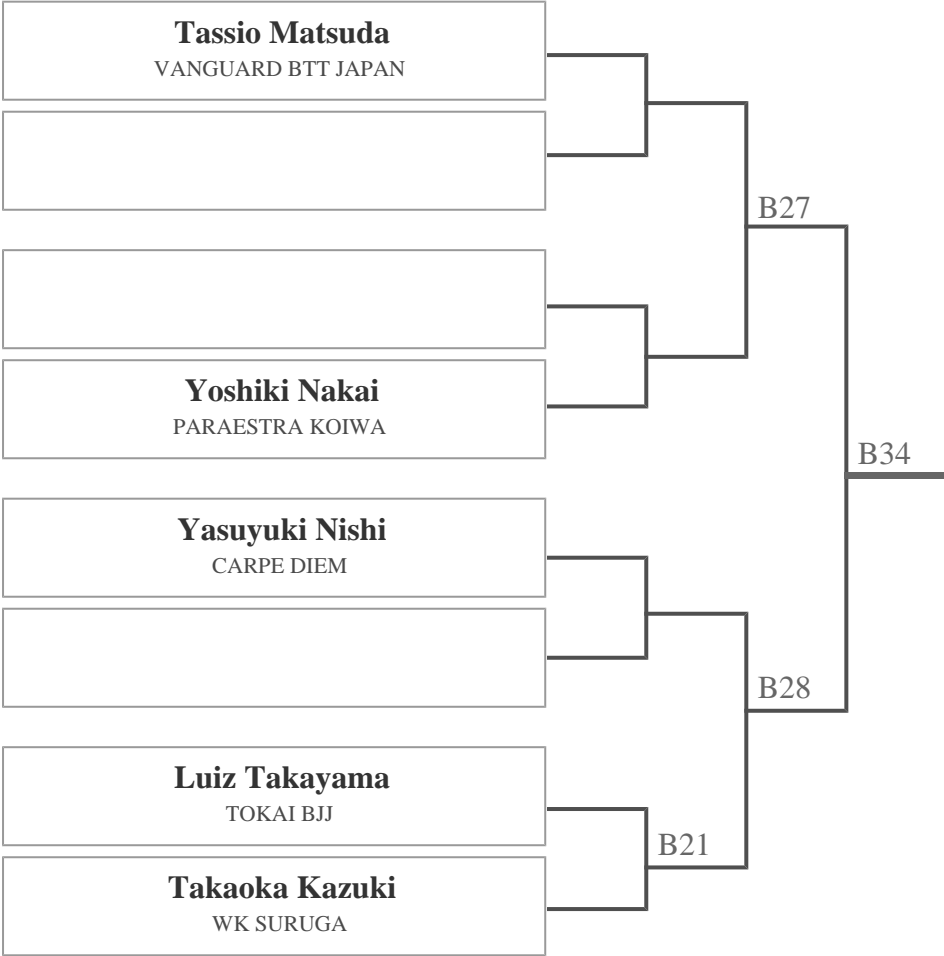 Tassio Matsuda
VANGUARD BTT JAPAN
B27
Yoshiki Nakai
PARAESTRA KOIWA
B34
Yasuyuki Nishi
CARPE DIEM
B28
Luiz Takayama
TOKAI BJJ
B21
Takaoka Kazuki
WK SURUGA